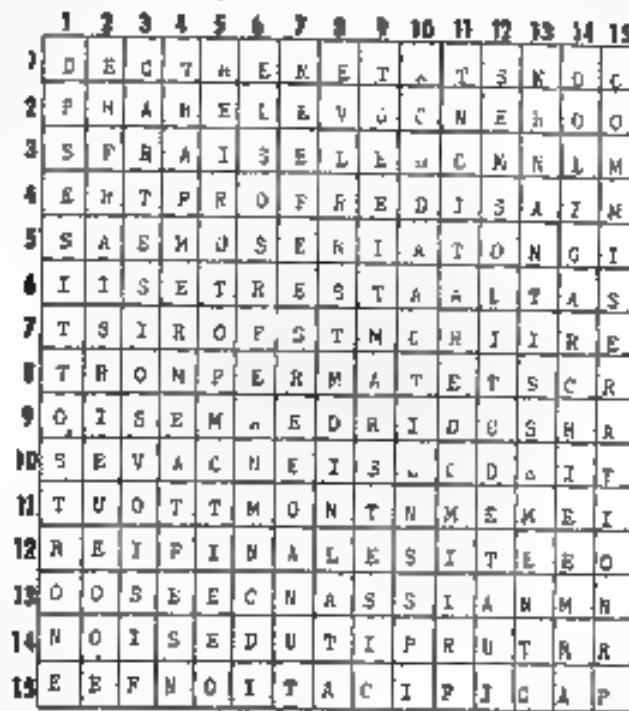 1 2 3 4 5 6 7 8 9 10 11 12 13 14 15
1 D E C T A E N E T A T S N O C
2 P H A N E L E V U C N E H O O
3 S F R A I S E L E C N N L M
4 E N T P R O F R E D I S A I M
5 S A E M O S E R I A T O N G I
6 I I S E T R E S T A A L T A S
7 T S I R O F S T M E H I I R E
8 T R O M P E R M A T E T S C R
9 O I S E M E D R I D U S H A
10 S E V A C N E I S C D I F
11 T U O T T M O N T N M E M E I
12 R E I F I N A L E S I T E E O
13 O O S E E C N A S S I A N M N
14 N O I S E D U T I P R U T R R
15 E E F N O I T A C I F I C A P